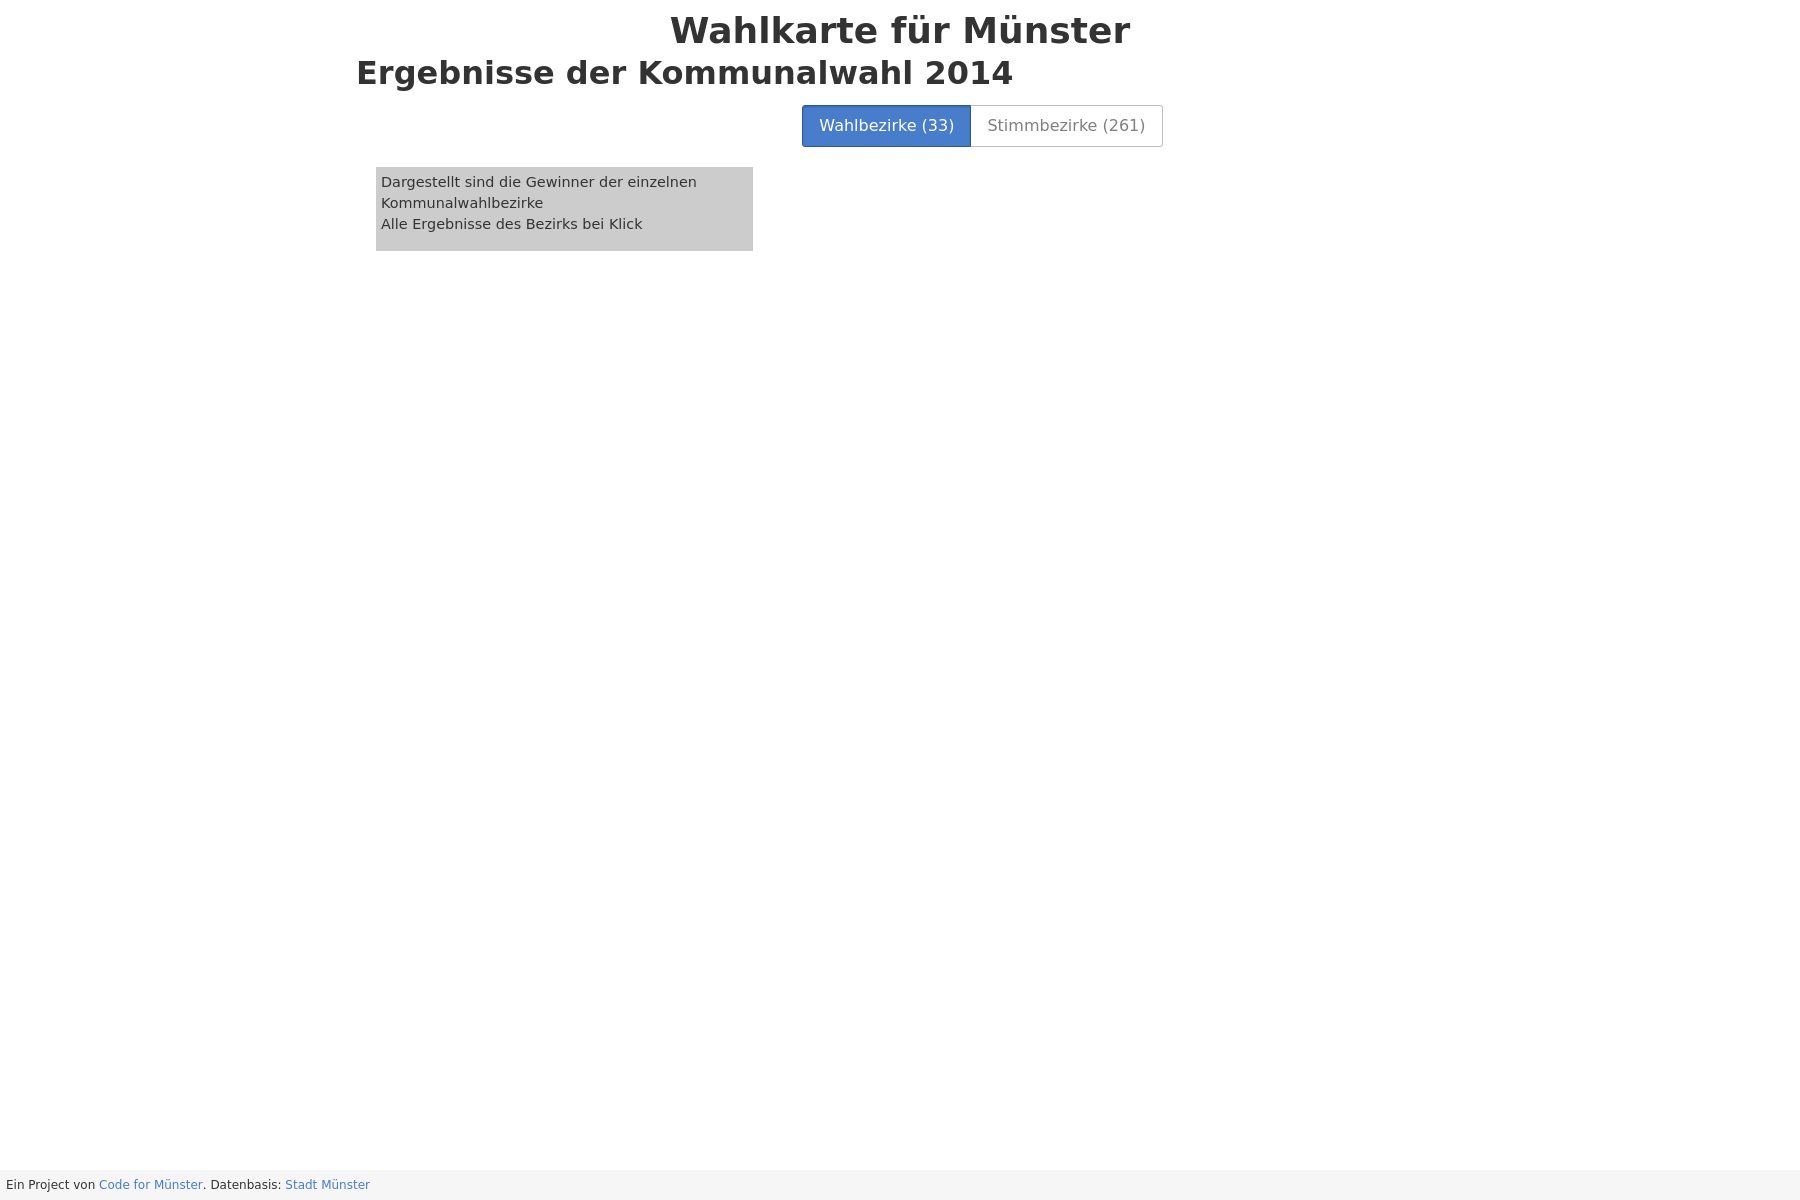 Wahlkarte für Münster
Ergebnisse der Kommunalwahl 2014
Wahlbezirke (33) Stimmbezirke (261)
Dargestellt sind die Gewinner der einzelnen
Kommunalwahlbezirke
Alle Ergebnisse des Bezirks bei Klick
Ein Project von Code for Münster. Datenbasis: Stadt Münster